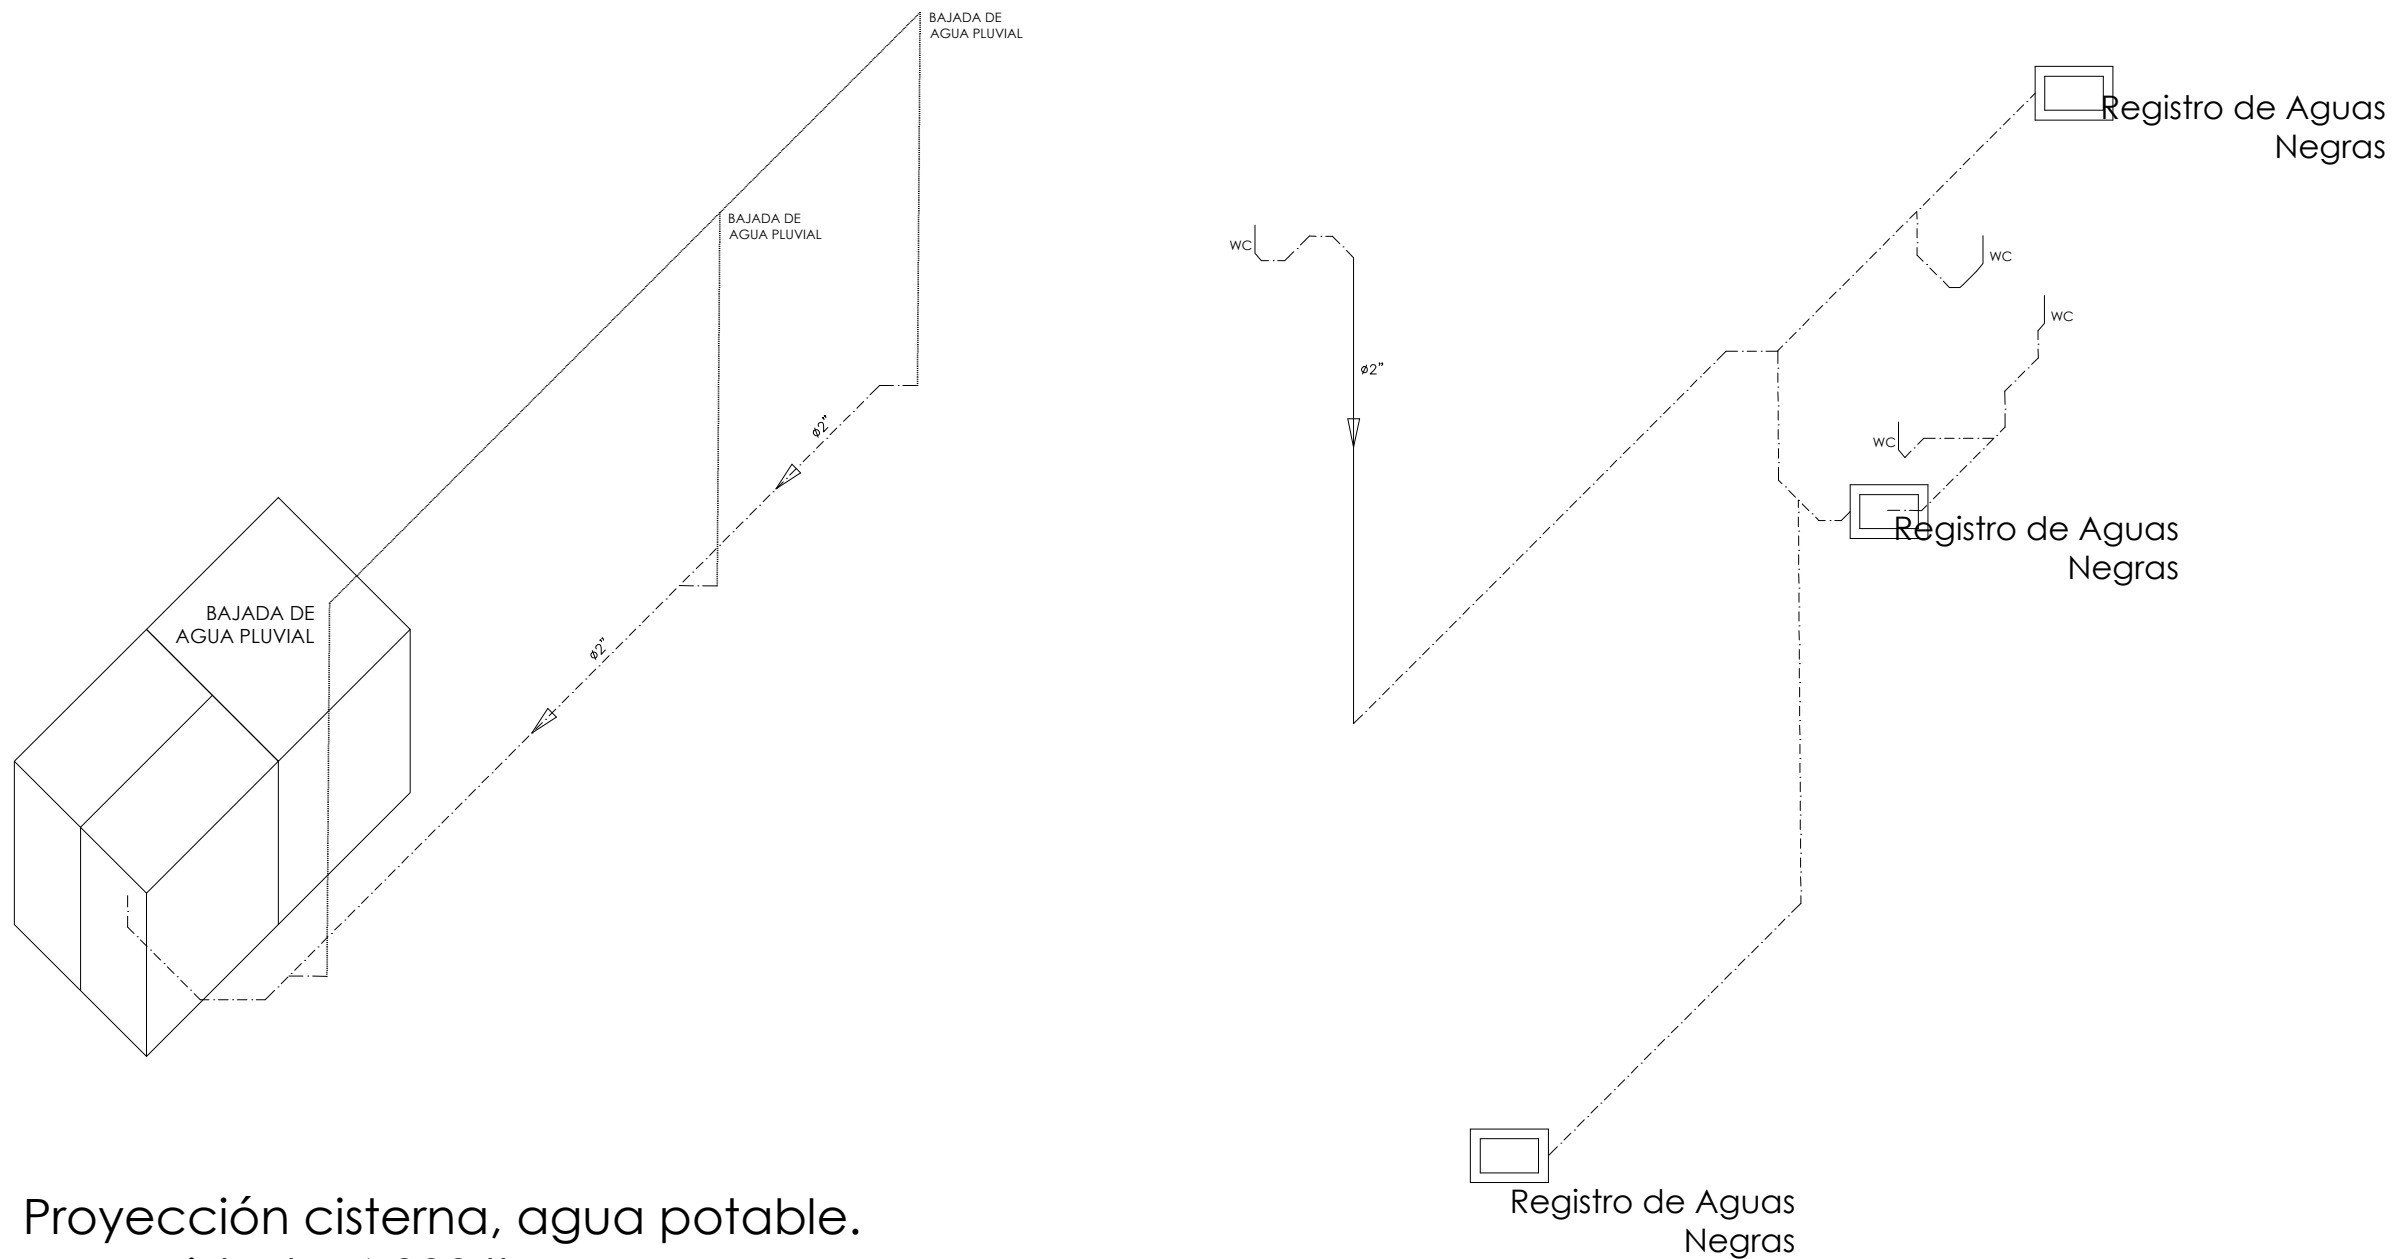 BAJADA DE
AGUA PLUVIAL
BAJADA DE
AGUA PLUVIAL
ø2"
ø2"
BAJADA DE
AGUA PLUVIAL
Proyección cisterna, agua potable.
Registro de Aguas
Negras
WC
WC
WC
ø2"
WC
Registro de Aguas
Negras
Registro de Aguas
Negras